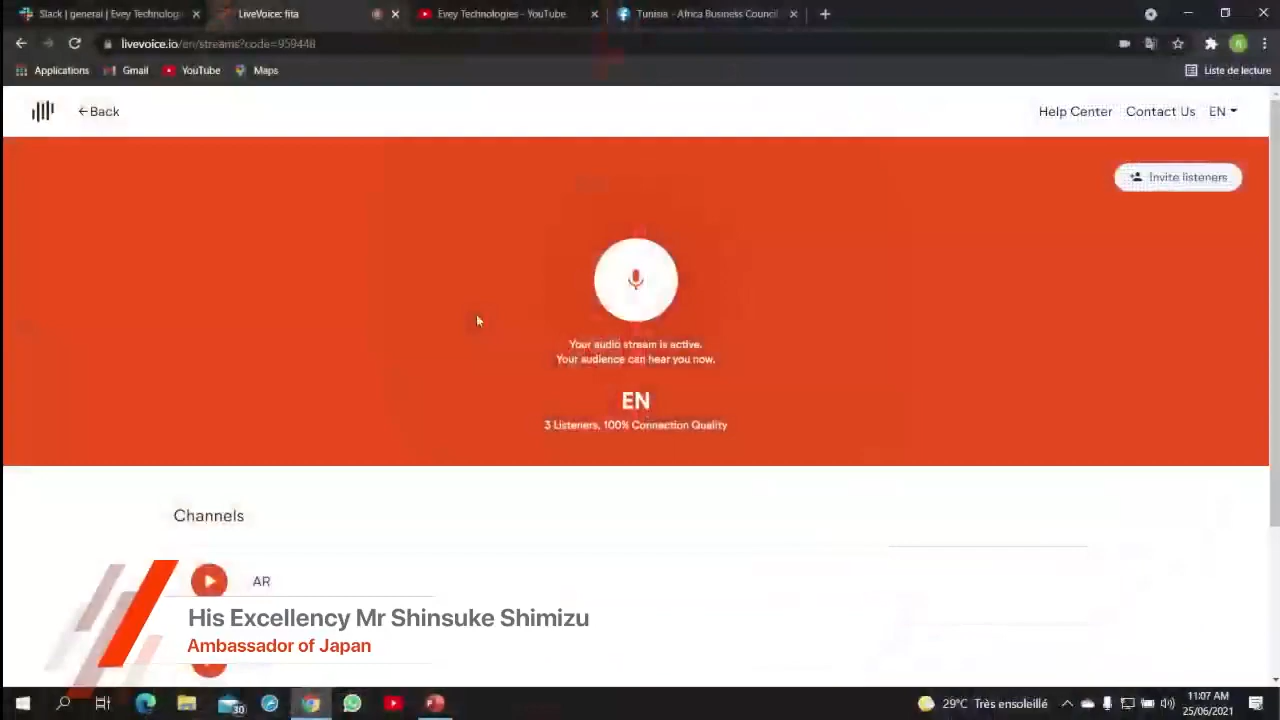 Slack | general | Evey Technolog
LiveVoice: fita
Evey Technologies - YouTube
Tunisia - Africa Business Council
livevoice.io/en/streams?code=959448
Applications
Gmail
YouTube
Maps
Liste de lecture
←Back
Help Center
Contact Us
EN
Invite listeners
Your audio stream is active.
Your audience can hear you now.
EN
3 Listeners, 100% Connection Quality
Channels
AR
His Excellency Mr Shinsuke Shimizu
Ambassador of Japan
30
29°C Très ensoleillé
11:07 AM
25/06/2021